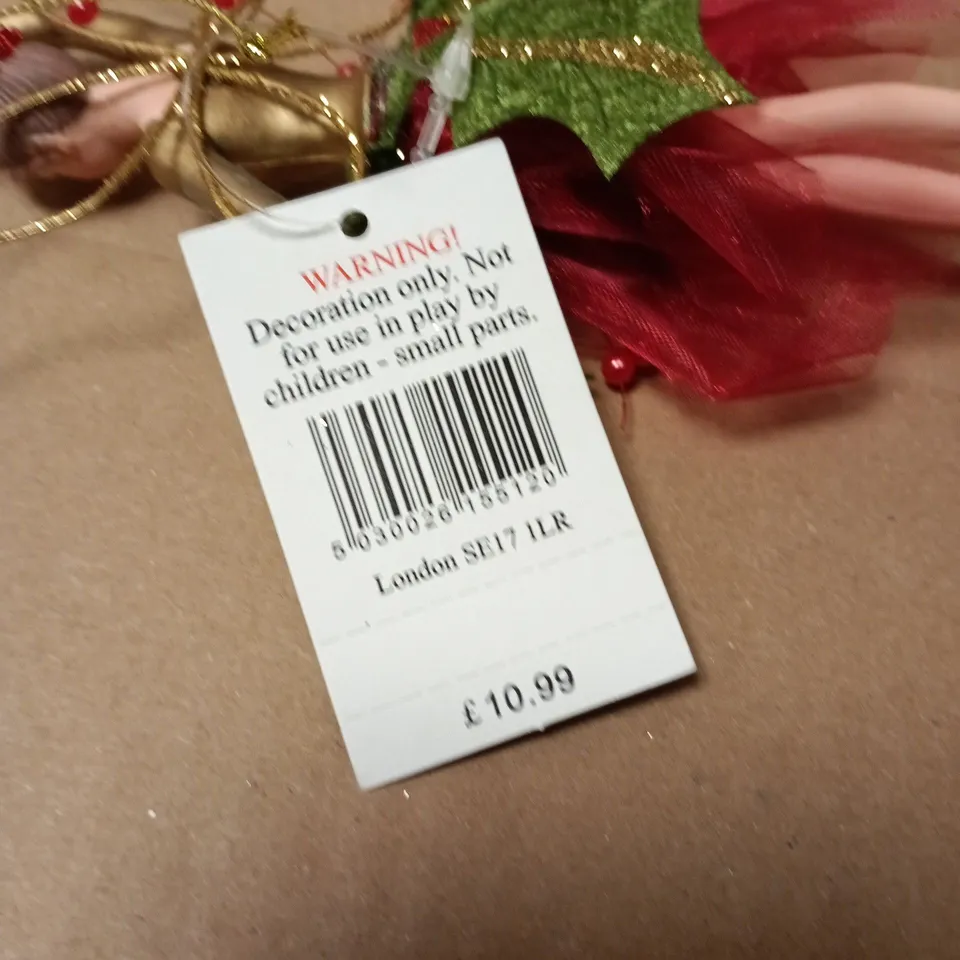 WARNING!
Decoration only. Not
for use in play by
children - small parts.
5 030026 155120
London SE17 1LR
£10.99